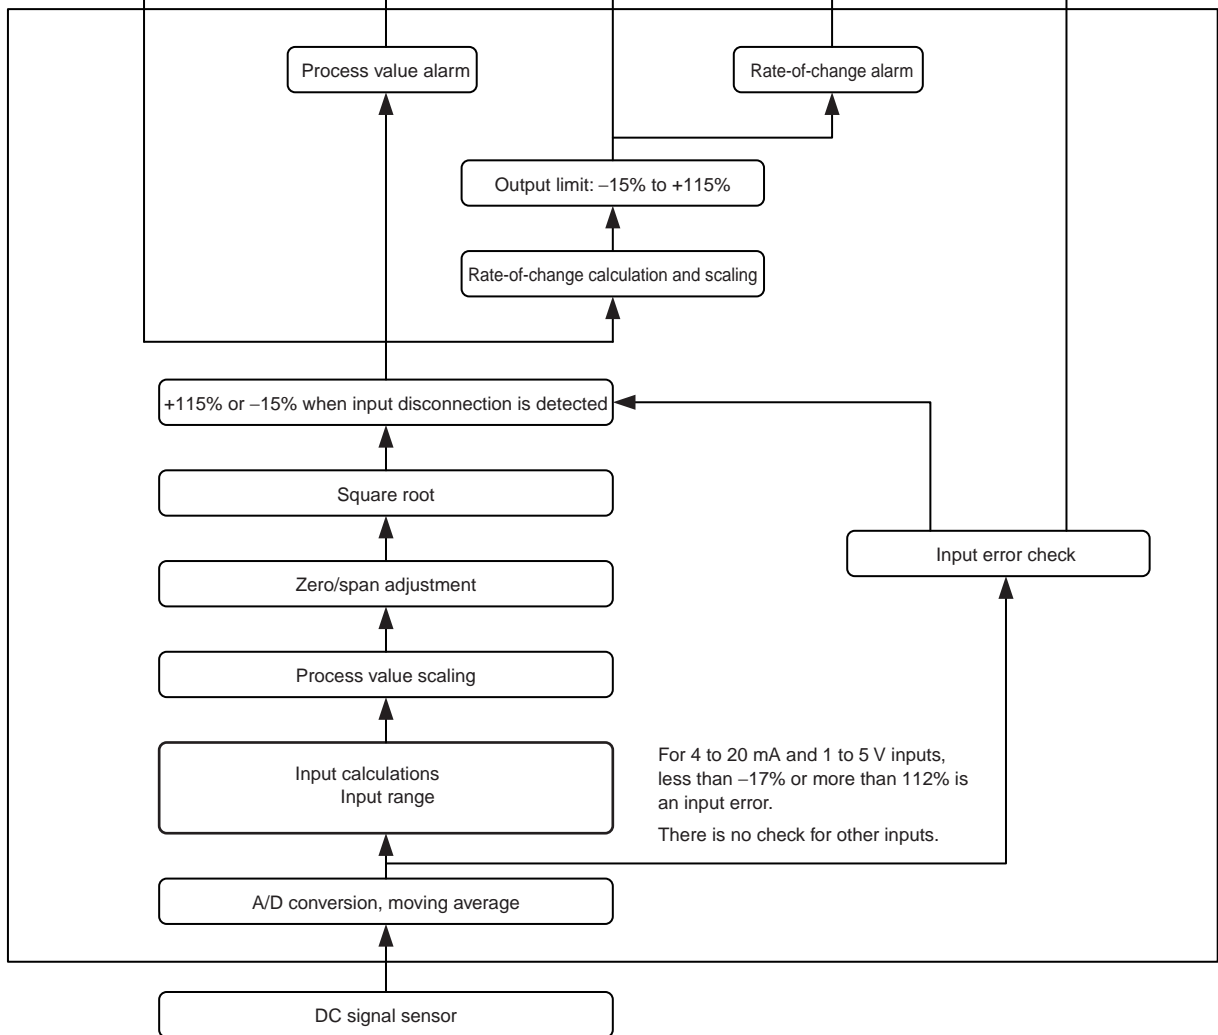 Process value alarm
Rate-of-change alarm
Output limit: –15% to +115%
Rate-of-change calculation and scaling
+115% or –15% when input disconnection is detected
Square root
Input error check
Zero/span adjustment
Process value scaling
Input calculations
Input range
For 4 to 20 mA and 1 to 5 V inputs,
less than –17% or more than 112% is
an input error.
There is no check for other inputs.
A/D conversion, moving average
DC signal sensor